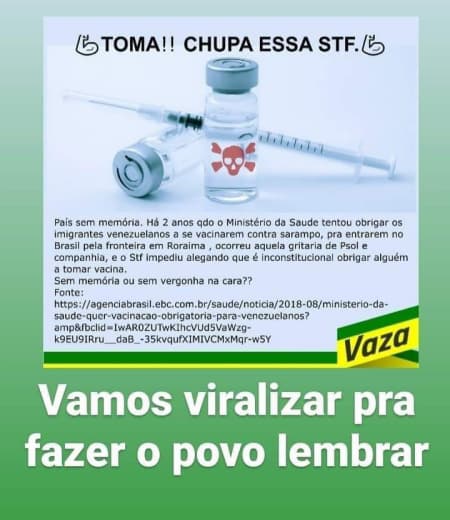 💪TOMA!! CHUPA ESSA STF.💪
País sem memória. Há 2 anos qdo o Ministério da Saude tentou obrigar os
imigrantes venezuelanos a se vacinarem contra sarampo, pra entrarem no
Brasil pela fronteira em Roraima , ocorreu aquela gritaria de Psol e
companhia, e o Stf impediu alegando que é inconstitucional obrigar alguém
a tomar vacina.
Sem memória ou sem vergonha na cara??
Fonte:
https://agenciabrasil.ebc.com.br/saude/noticia/2018-08/ministerio-da-
saude-quer-vacinacao-obrigatoria-para-venezuelanos?
amp&fbclid=IwAR0ZUTwKIhcVUd5VaWzg-
k9EU9IRru__daB_-35kvqufXIMIVCMxMqr-w5Y
Vaza
Vamos viralizar pra
fazer o povo lembrar